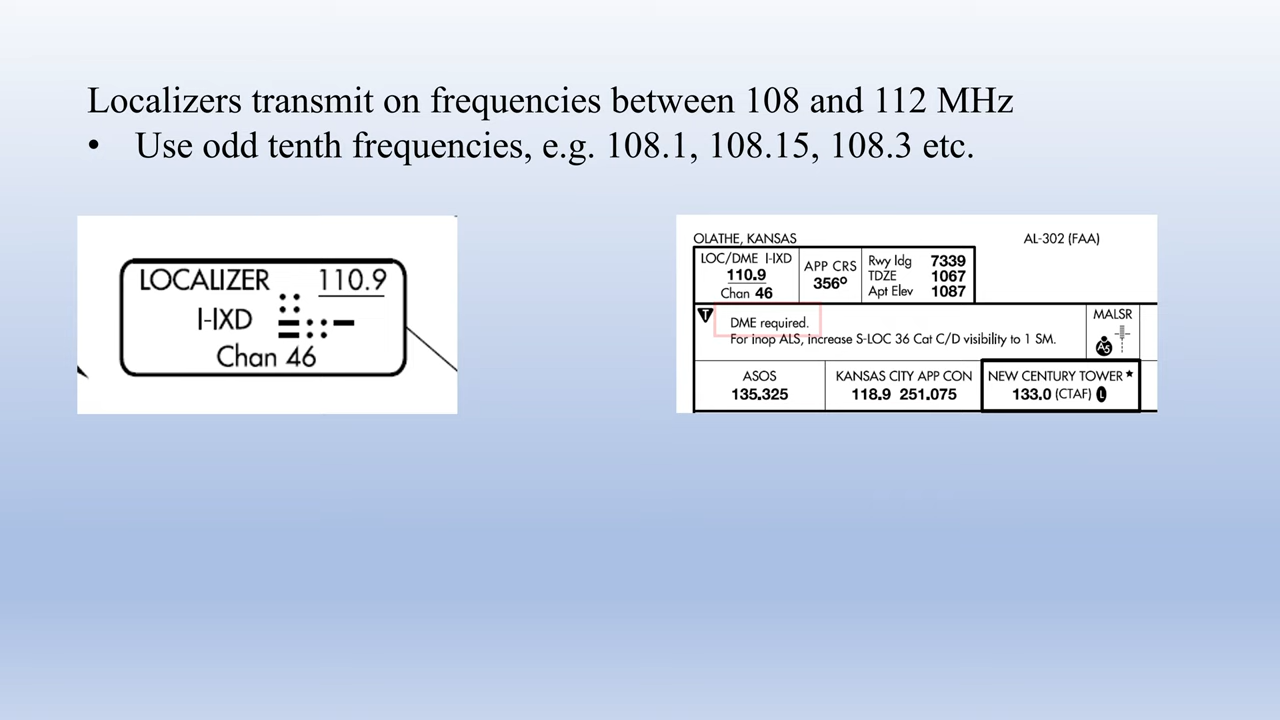 Localizers transmit on frequencies between 108 and 112 MHz
• Use odd tenth frequencies, e.g. 108.1, 108.15, 108.3 etc.
LOCALIZER 110.9
I-IXD
Chan 46
OLATHE, KANSAS AL-302 (FAA)
LOC/DME I-IXD
110.9
Chan 46
APP CRS
356°
Rwy ldg 7339
TDZE 1067
Apt Elev 1087
T
DME required.
For inop ALS, increase S-LOC 36 Cat C/D visibility to 1 SM.
MALSR
A5
ASOS
135.325
KANSAS CITY APP CON
118.9 251.075
NEW CENTURY TOWER★
133.0 (CTAF) L